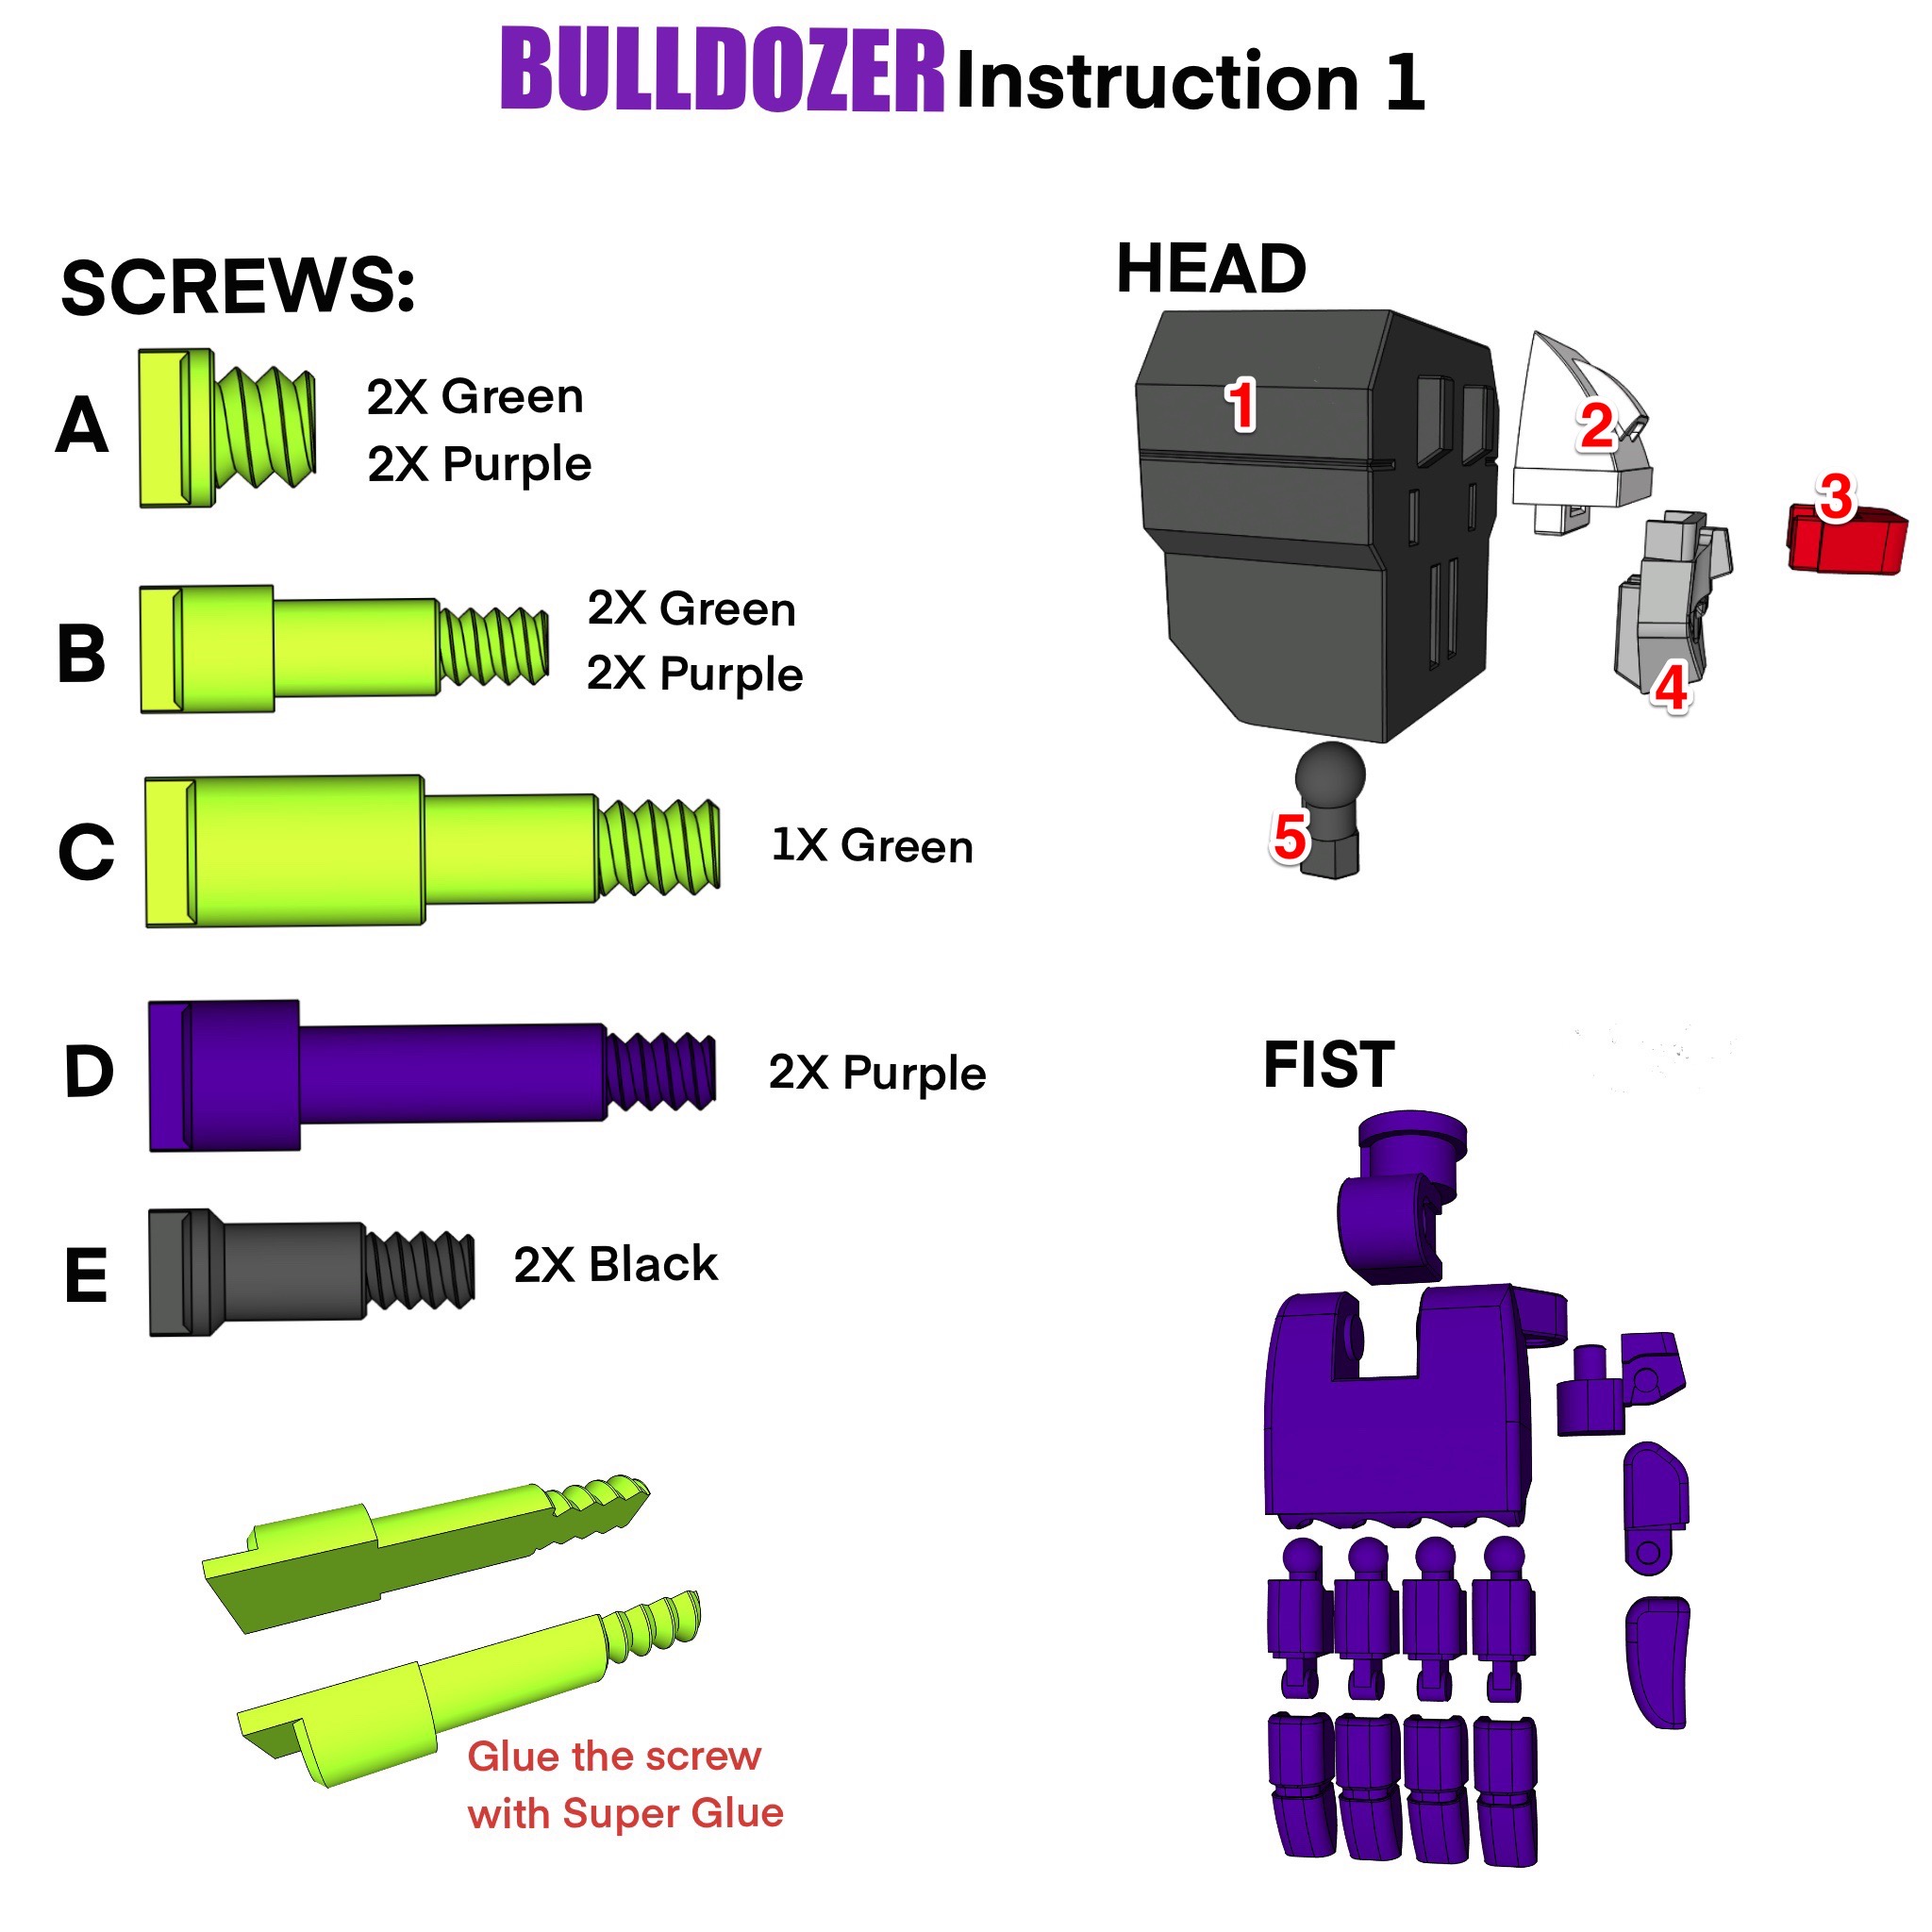 BULLDOZER Instruction 1
SCREWS:
A
2X Green
2X Purple
B
2X Green
2X Purple
C
1X Green
D
2X Purple
E
2X Black
Glue the screw
with Super Glue
HEAD
1
2
3
4
5
FIST